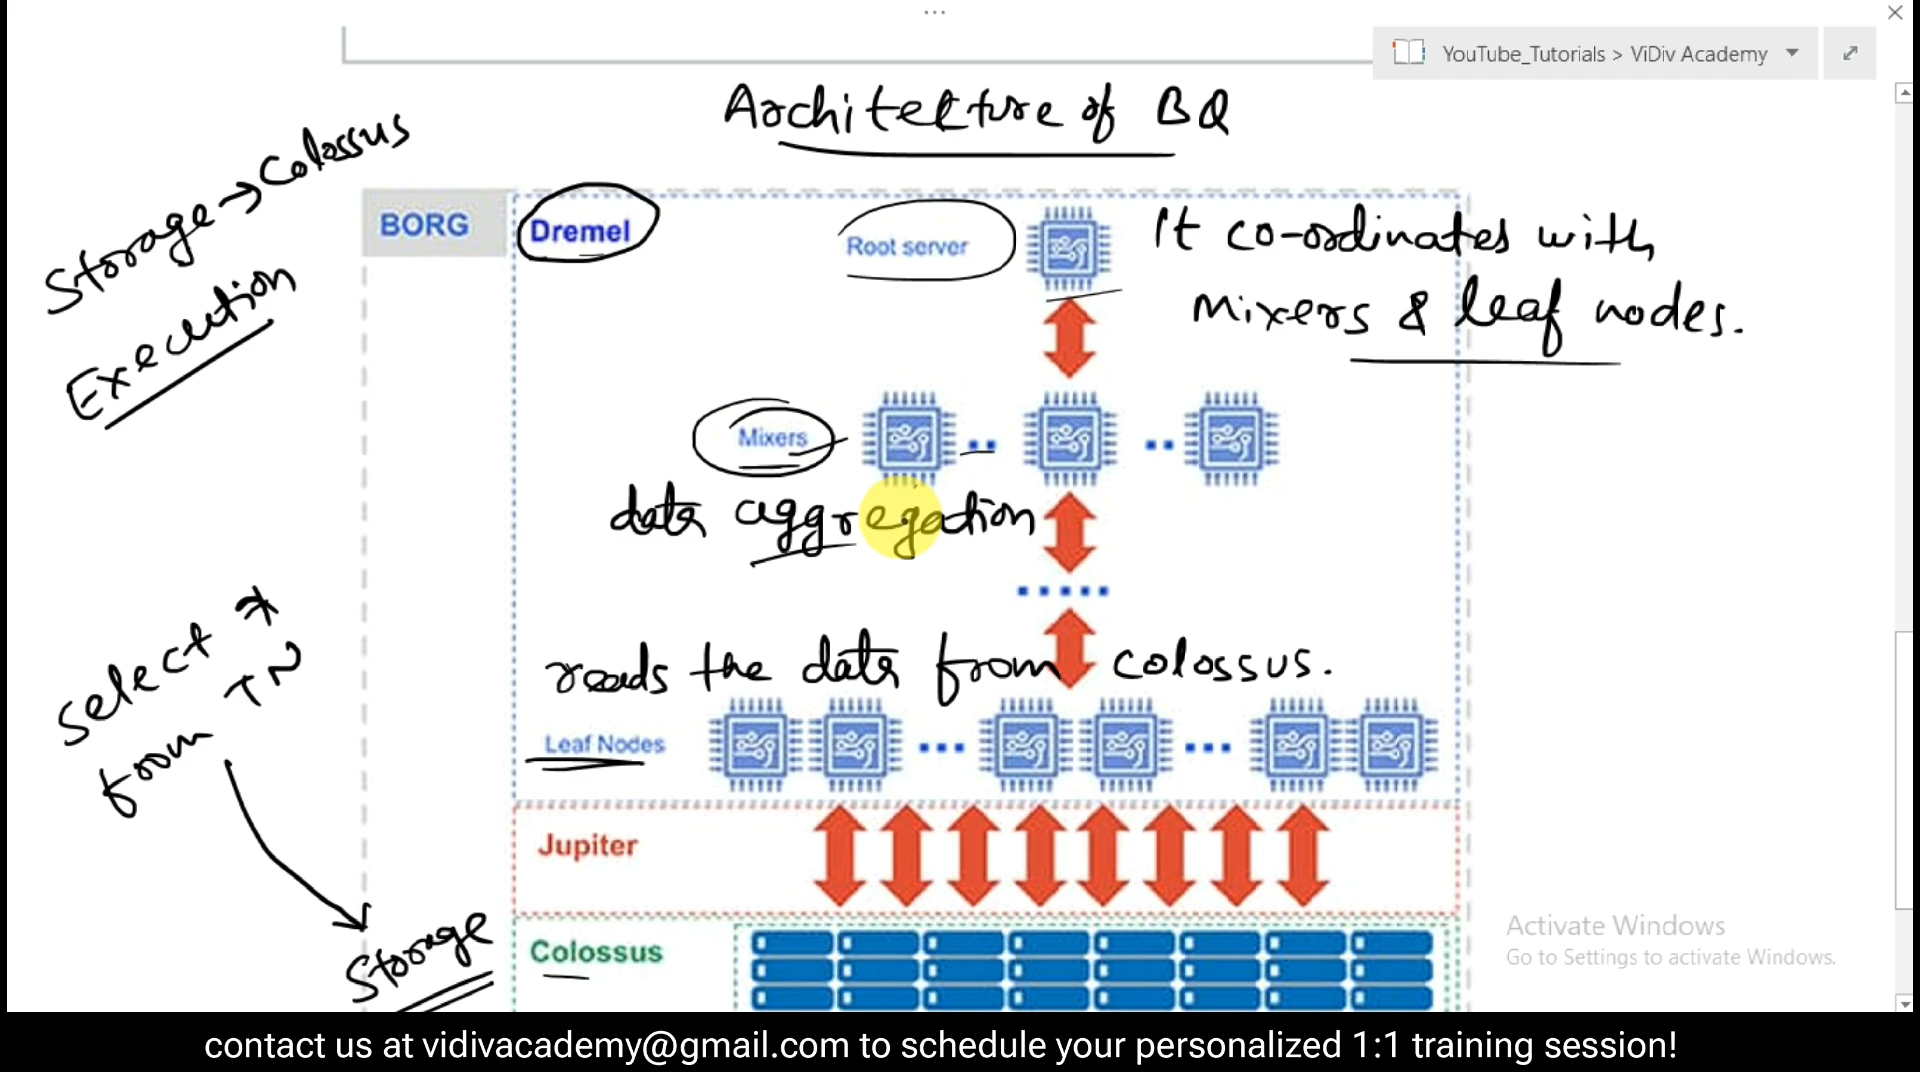 YouTube_Tutorials > ViDiv Academy
Architecture of BQ
Storage → Colossus
Execution
BORG
Dremel
Root server
It co-ordinates with
Mixers & leaf nodes.
Mixers
data aggregation
select *
from TN
reads the data from colossus.
Leaf Nodes
Jupiter
Storage
Colossus
Activate Windows
Go to Settings to activate Windows.
contact us at vidivacademy@gmail.com to schedule your personalized 1:1 training session!